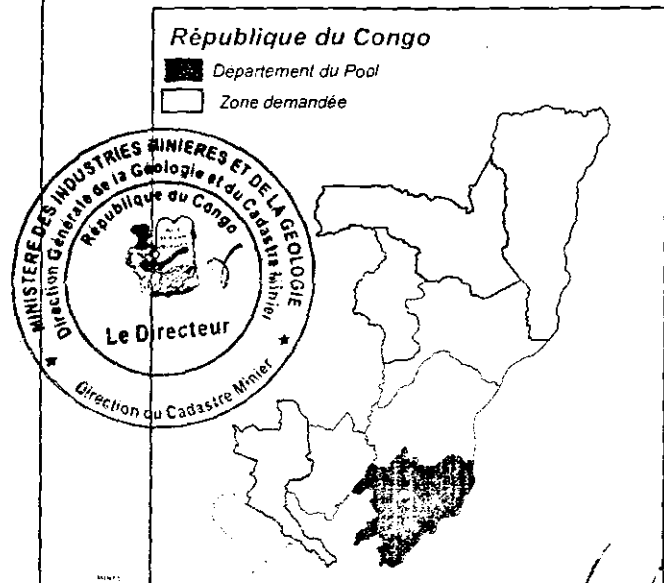 République du Congo
Département du Pool
Zone demandée
MINISTERE DES INDUSTRIES MINIERES ET DE LA GEOLOGIE
Direction Générale de la Géologie et du Cadastre Minier
République du Congo
Le Directeur
Direction du Cadastre Minier